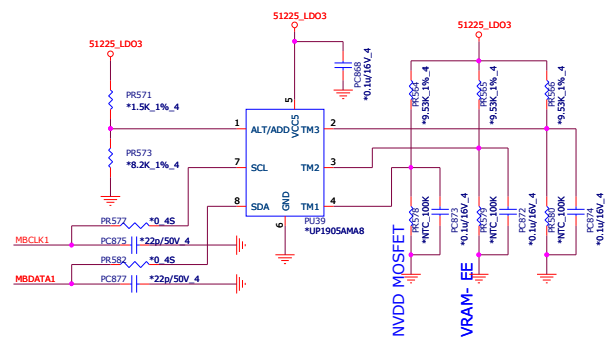 51225_LDO3
51225_LDO3
51225_LDO3
PC868
*0.1u/16V_4
PR571
*1.5K_1%_4
PR564
*9.53K_1%_4
PR565
*9.53K_1%_4
PR566
*9.53K_1%_4
5
VCC5
1
ALT/ADD
TM3
2
PR573
*8.2K_1%_4
7
SCL
TM2
3
8
SDA
GND
TM1
4
6
PU39
*UP1905AMA8
PR577
*0_4S
MBCLK1
PC875
*22p/50V_4
PR582
*0_4S
MBDATA1
PC877
*22p/50V_4
PR578
*NTC_100K
PC873
*0.1u/16V_4
PR579
*NTC_100K
PC872
*0.1u/16V_4
PR580
*NTC_100K
PC874
*0.1u/16V_4
NVDD MOSFET
VRAM- EE